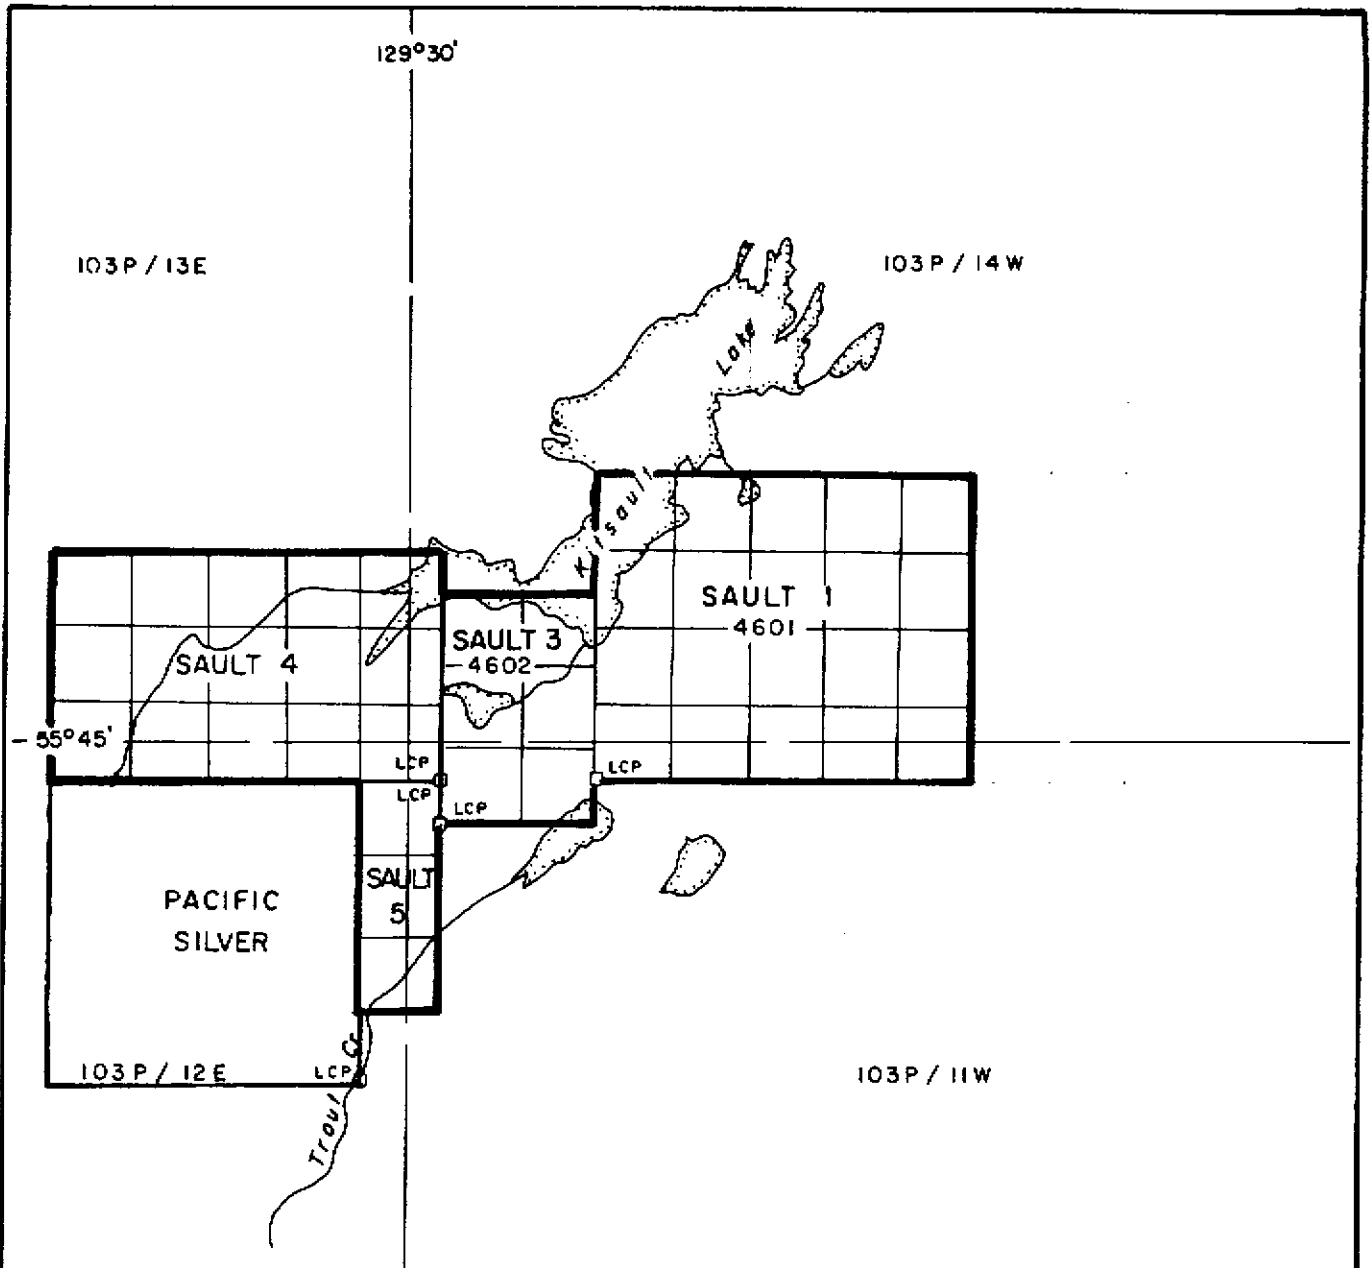 129°30'
103P / 13E
103P / 14W
Kitsault Lake
SAULT 1
4601
SAULT 3
4602
SAULT 4
55°45'
LCP
LCP
LCP
LCP
SAULT
5
PACIFIC
SILVER
103P / 12E
LCP
103P / 11W
Trout Cr.